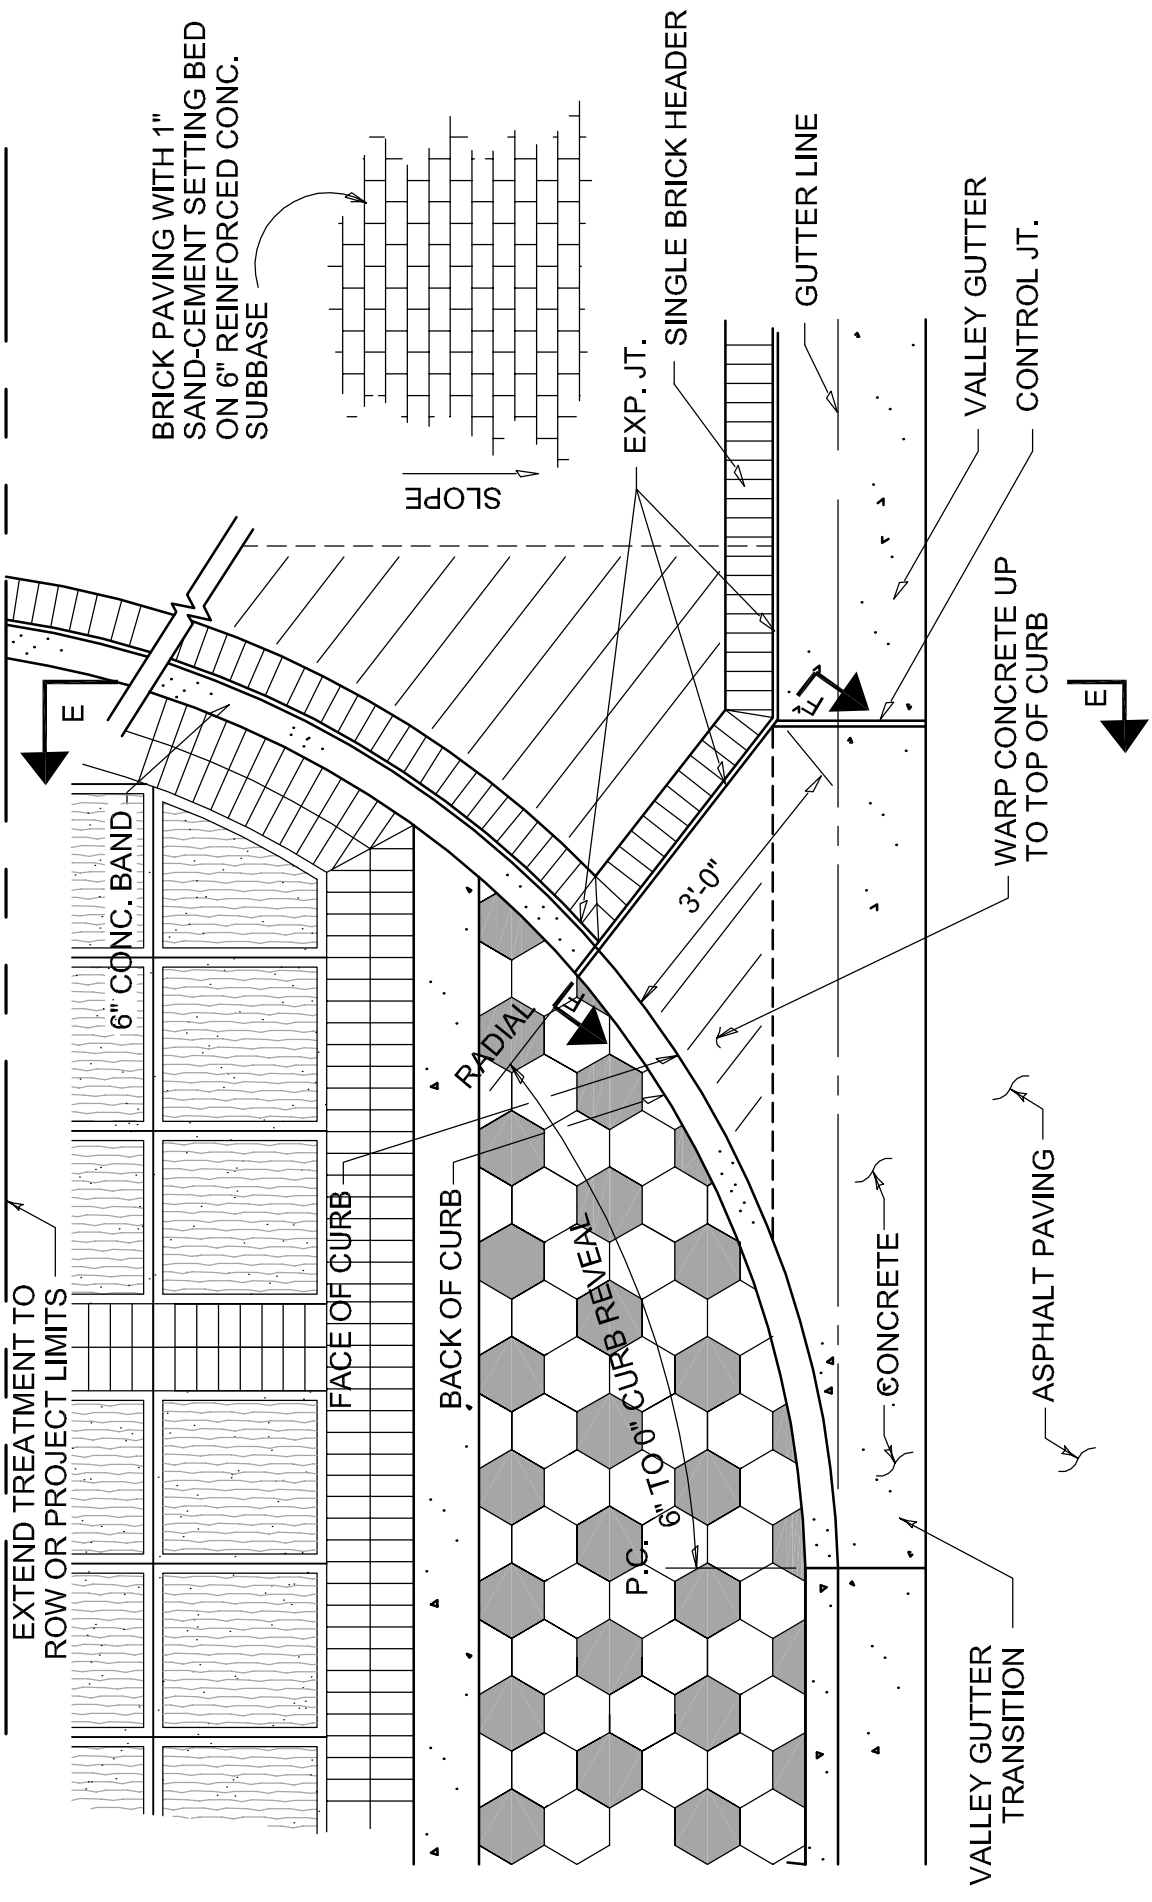 EXTEND TREATMENT TO
ROW OR PROJECT LIMITS
6" CONC. BAND
E
BRICK PAVING WITH 1"
SAND-CEMENT SETTING BED
ON 6" REINFORCED CONC.
SUBBASE
SLOPE
FACE OF CURB
BACK OF CURB
RADIAL
F
P.C.
6" TO 0" CURB REVEAL
EXP. JT.
SINGLE BRICK HEADER
3'-0"
F
GUTTER LINE
CONCRETE
VALLEY GUTTER
CONTROL JT.
VALLEY GUTTER
TRANSITION
ASPHALT PAVING
WARP CONCRETE UP
TO TOP OF CURB
E